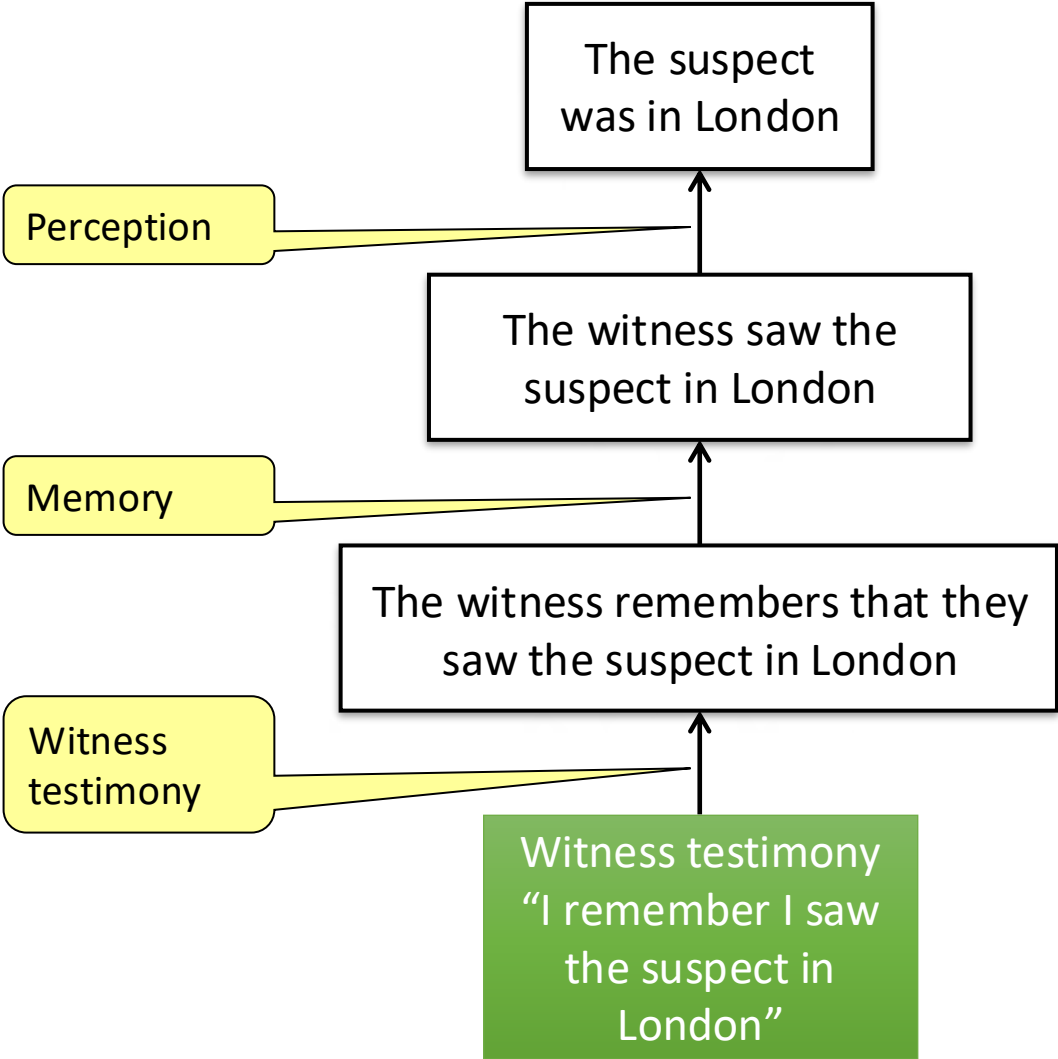 The suspect
was in London
Perception
The witness saw the
suspect in London
Memory
The witness remembers that they
saw the suspect in London
Witness
testimony
Witness testimony
“I remember I saw
the suspect in
London”